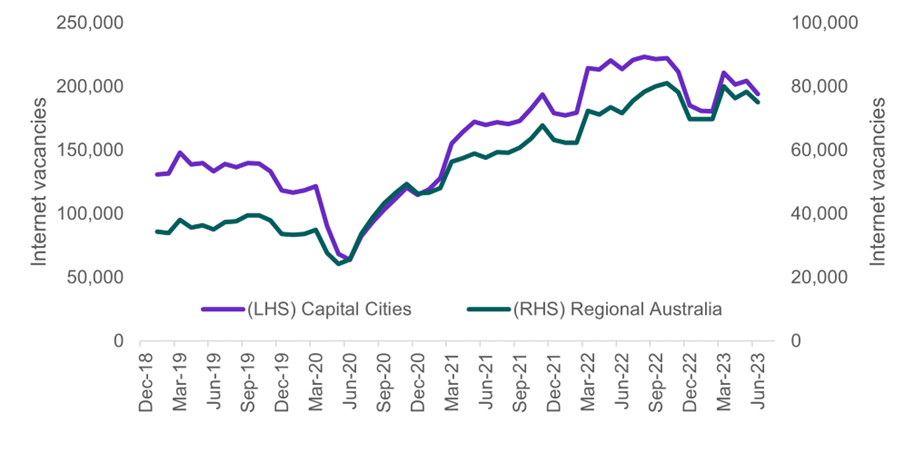 250,000
200,000
150,000
100,000
50,000
0
Internet vacancies
100,000
80,000
60,000
40,000
20,000
0
Internet vacancies
(LHS) Capital Cities
(RHS) Regional Australia
Dec-18
Mar-19
Jun-19
Sep-19
Dec-19
Mar-20
Jun-20
Sep-20
Dec-20
Mar-21
Jun-21
Sep-21
Dec-21
Mar-22
Jun-22
Sep-22
Dec-22
Mar-23
Jun-23